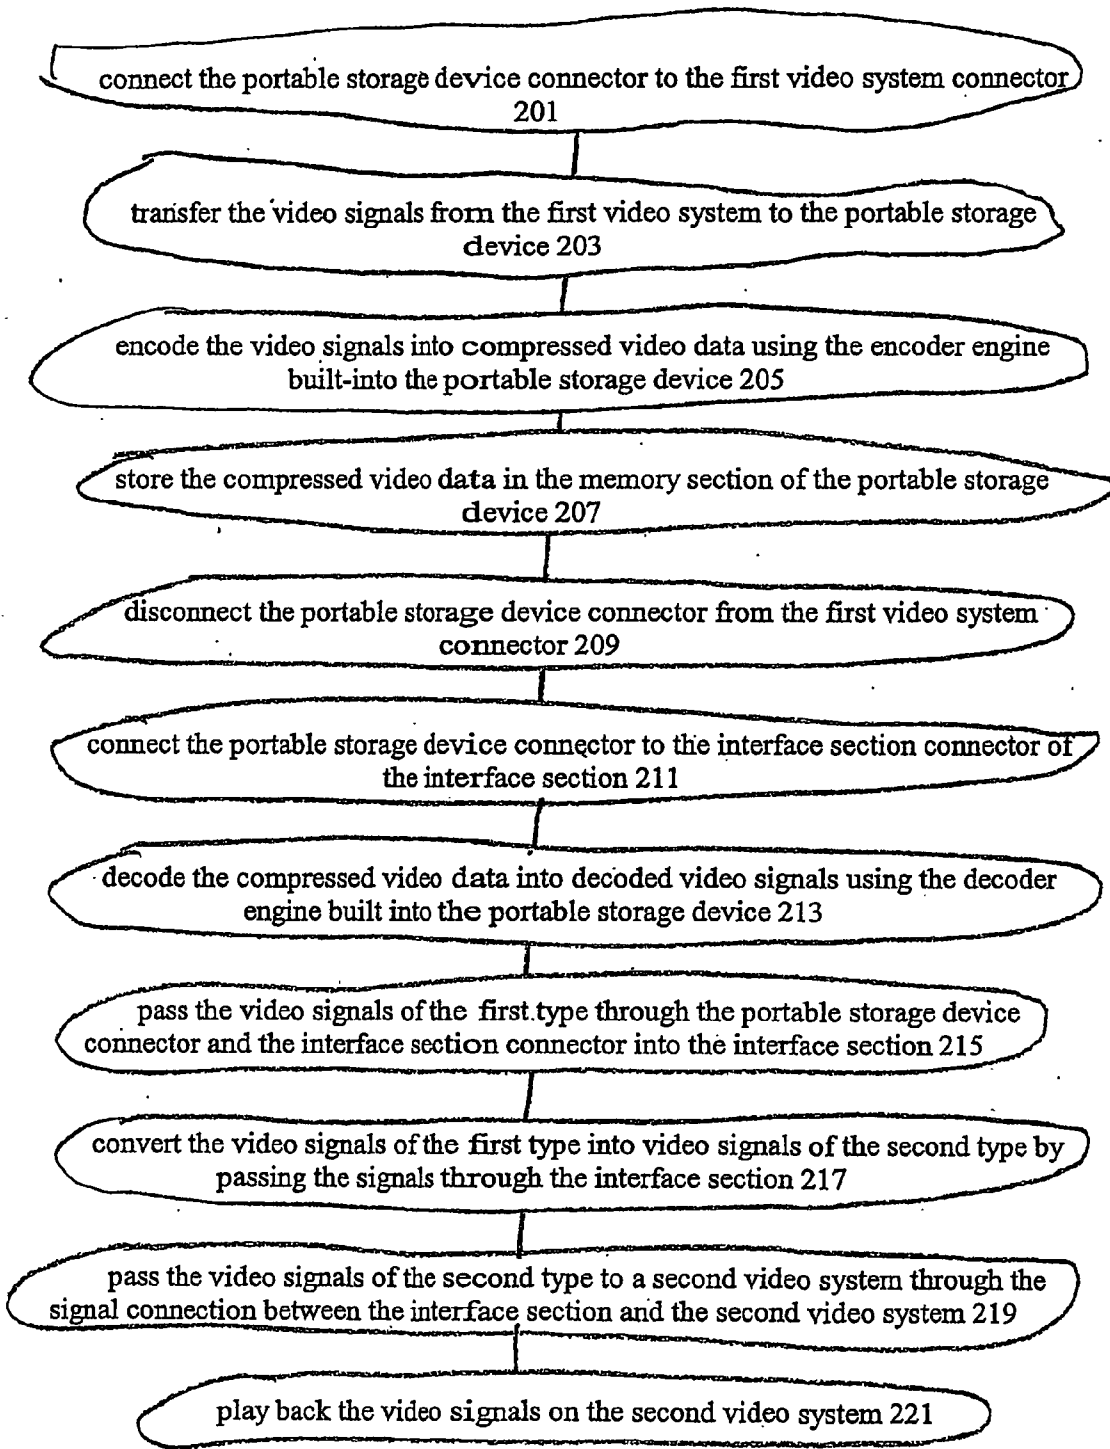 connect the portable storage device connector to the first video system connector
201
transfer the video signals from the first video system to the portable storage
device 203
encode the video signals into compressed video data using the encoder engine
built-into the portable storage device 205
store the compressed video data in the memory section of the portable storage
device 207
disconnect the portable storage device connector from the first video system
connector 209
connect the portable storage device connector to the interface section connector of
the interface section 211
decode the compressed video data into decoded video signals using the decoder
engine built into the portable storage device 213
pass the video signals of the first type through the portable storage device
connector and the interface section connector into the interface section 215
convert the video signals of the first type into video signals of the second type by
passing the signals through the interface section 217
pass the video signals of the second type to a second video system through the
signal connection between the interface section and the second video system 219
play back the video signals on the second video system 221